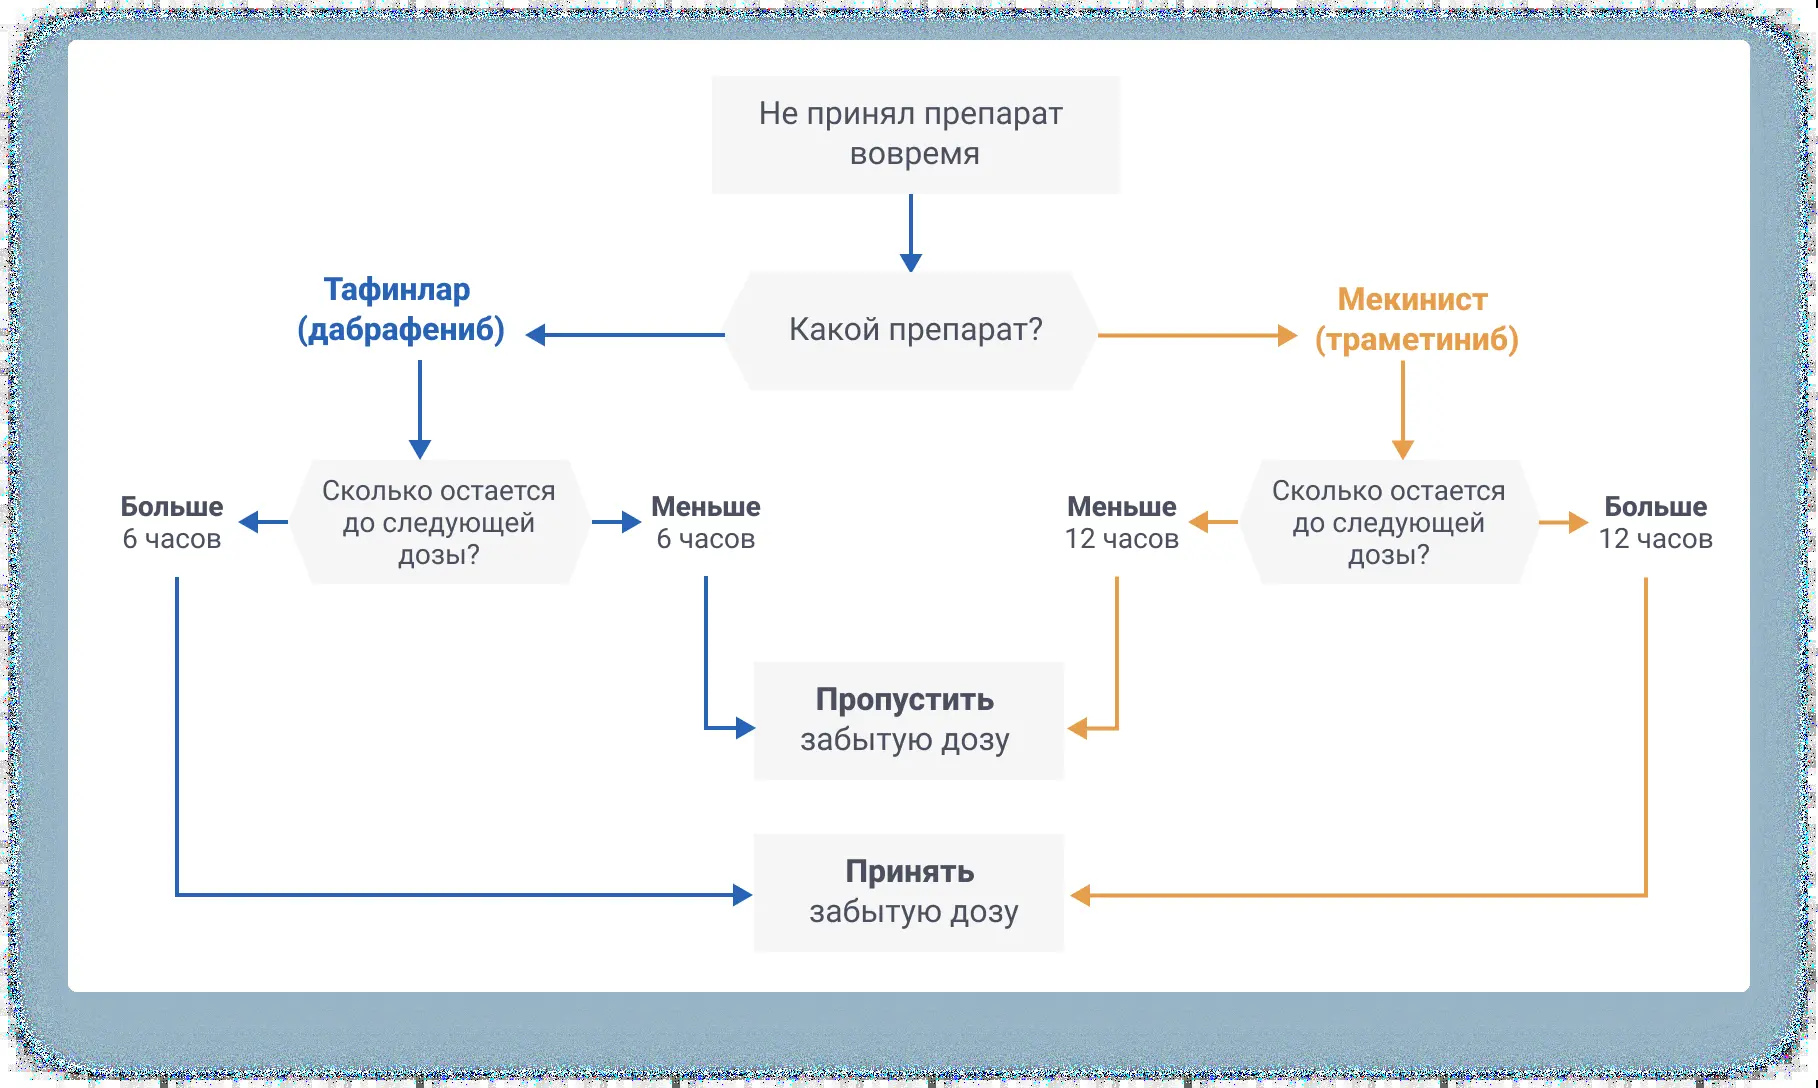 Не принял препарат
вовремя
Какой препарат?
Тафинлар
(дабрафениб)
Мекинист
(траметиниб)
Больше
6 часов
Сколько остается
до следующей
дозы?
Меньше
6 часов
Меньше
12 часов
Сколько остается
до следующей
дозы?
Больше
12 часов
Пропустить
забытую дозу
Принять
забытую дозу